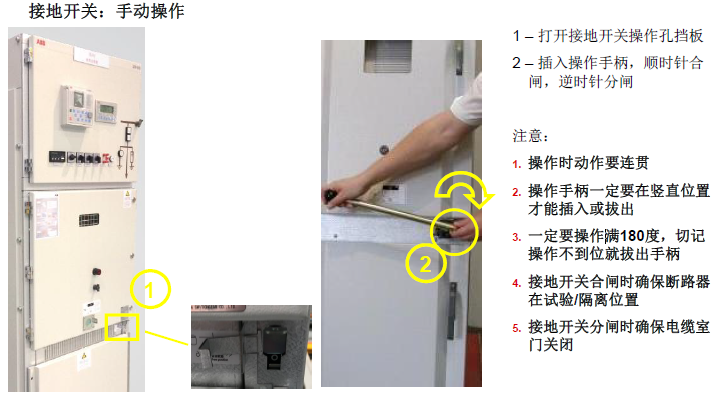 接地开关：手动操作
1 – 打开接地开关操作孔挡板
2 – 插入操作手柄，顺时针合
闸，逆时针分闸
注意：
1. 操作时动作要连贯
2. 操作手柄一定要在竖直位置
才能插入或拔出
3. 一定要操作满180度，切记
操作不到位就拔出手柄
4. 接地开关合闸时确保断路器
在试验/隔离位置
5. 接地开关分闸时确保电缆室
门关闭
ABB
1
2